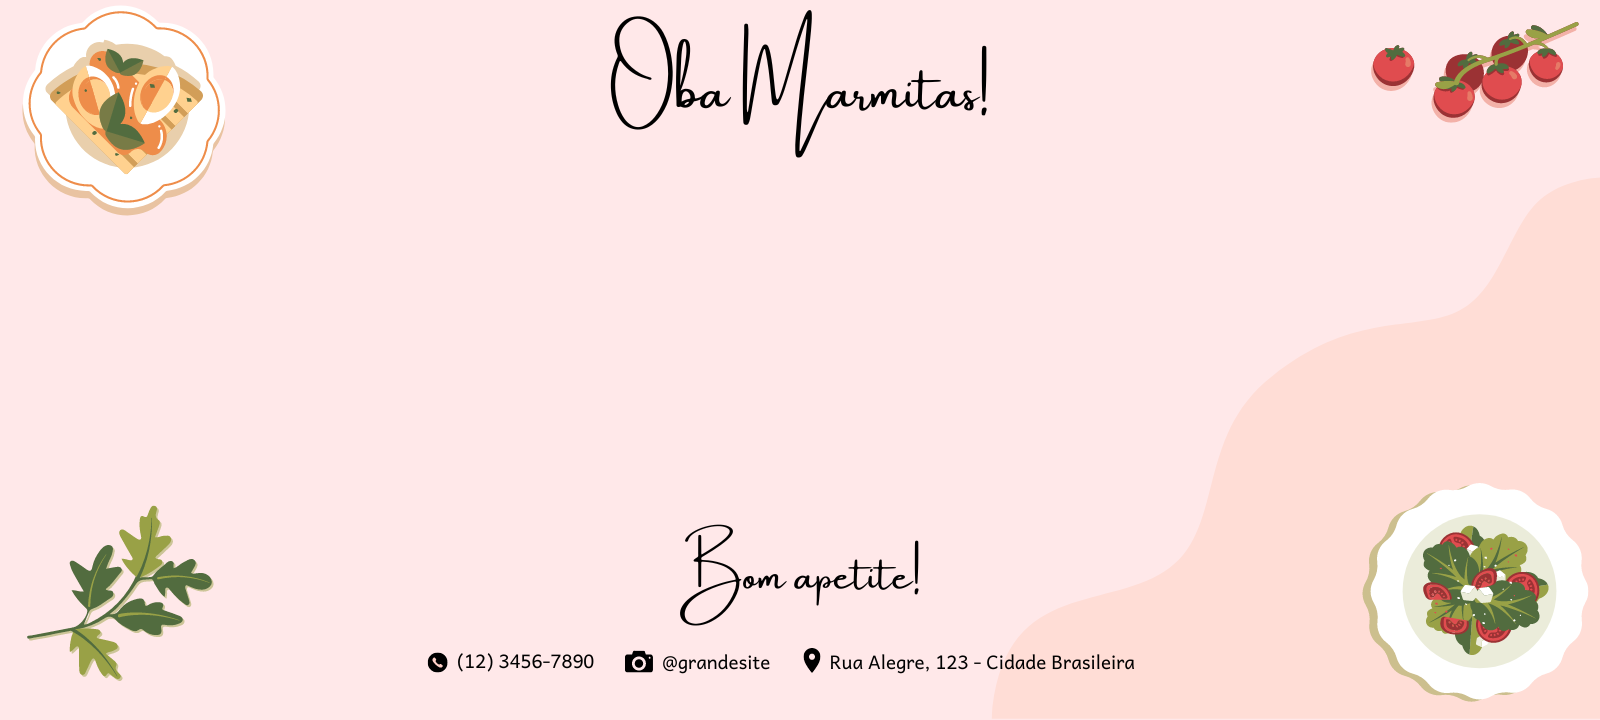 Oba Marmitas!
Bom apetite!
(12) 3456-7890 @grandesite Rua Alegre, 123 - Cidade Brasileira